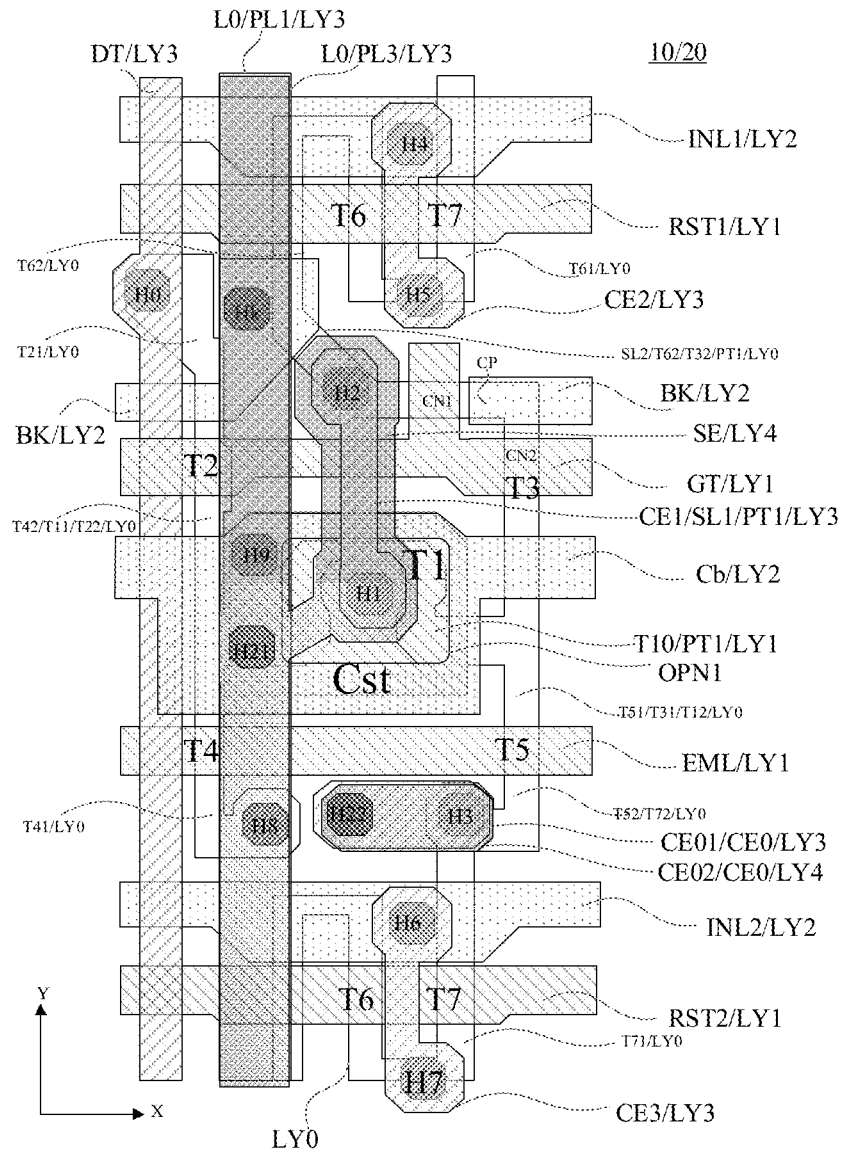 L0/PL1/LY3
DT/LY3
L0/PL3/LY3
10/20
H4
INL1/LY2
T6
T7
RST1/LY1
T62/LY0
T61/LY0
H0
H5
CE2/LY3
Hk
T21/LY0
SL2/T62/T32/PT1/LY0
CP
H2
CN1
BK/LY2
BK/LY2
SE/LY4
T2
CN2
T3
GT/LY1
T42/T11/T22/LY0
CE1/SL1/PT1/LY3
H9
T1
Cb/LY2
H1
H21
T10/PT1/LY1
OPN1
Cst
T51/T31/T12/LY0
T4
T5
EML/LY1
T41/LY0
H8
H22
H3
T52/T72/LY0
CE01/CE0/LY3
CE02/CE0/LY4
H6
INL2/LY2
Y
T6
T7
RST2/LY1
T71/LY0
H7
X
CE3/LY3
LY0